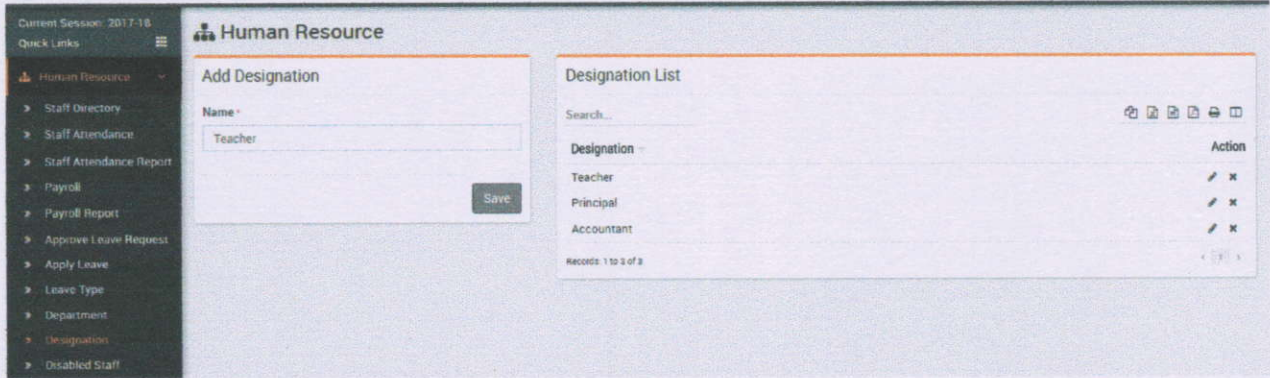 Current Session: 2017-18
Quick Links
Human Resource
Staff Directory
Staff Attendance
Staff Attendance Report
Payroll
Payroll Report
Approve Leave Request
Apply Leave
Leave Type
Department
Designation
Disabled Staff
Human Resource
Add Designation
Name *
Teacher
Save
Designation List
Search...
Designation Action
Teacher
Principal
Accountant
Records: 1 to 3 of 3
< 1 >